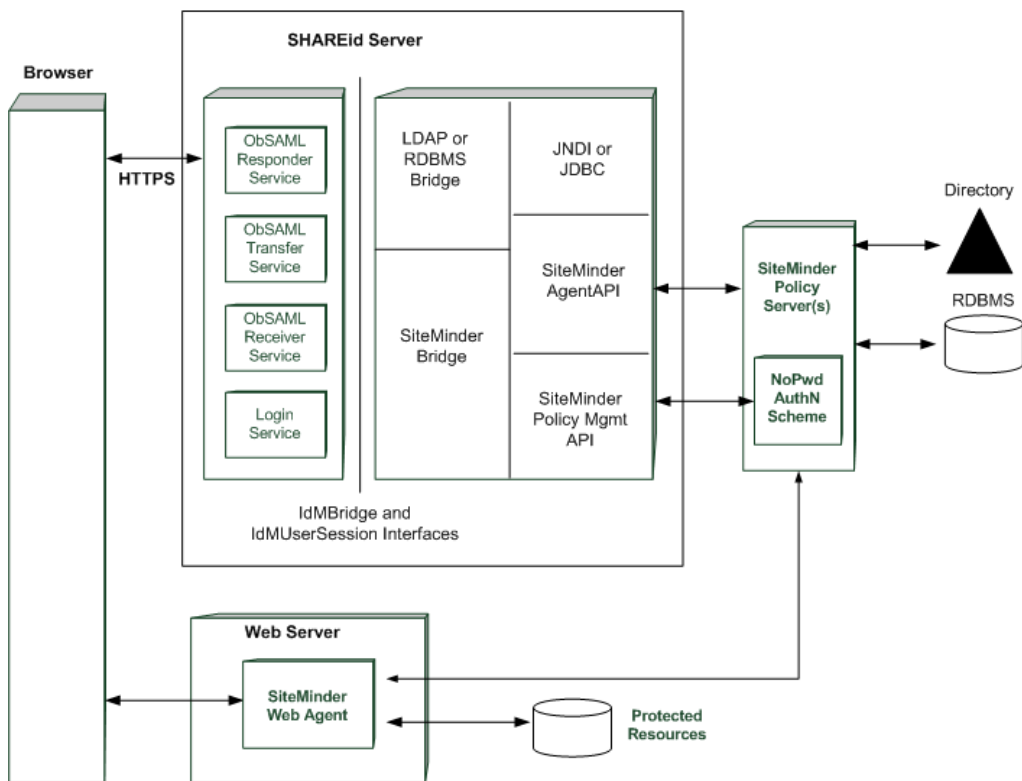 SHAREid Server
Browser
HTTPS
ObSAML
Responder
Service
ObSAML
Transfer
Service
ObSAML
Receiver
Service
Login
Service
LDAP or
RDBMS
Bridge
JNDI or
JDBC
SiteMinder
Bridge
SiteMinder
AgentAPI
SiteMinder
Policy Mgmt
API
IdMBridge and
IdMUserSession Interfaces
SiteMinder
Policy
Server(s)
NoPwd
AuthN
Scheme
Directory
RDBMS
Web Server
SiteMinder
Web Agent
Protected
Resources